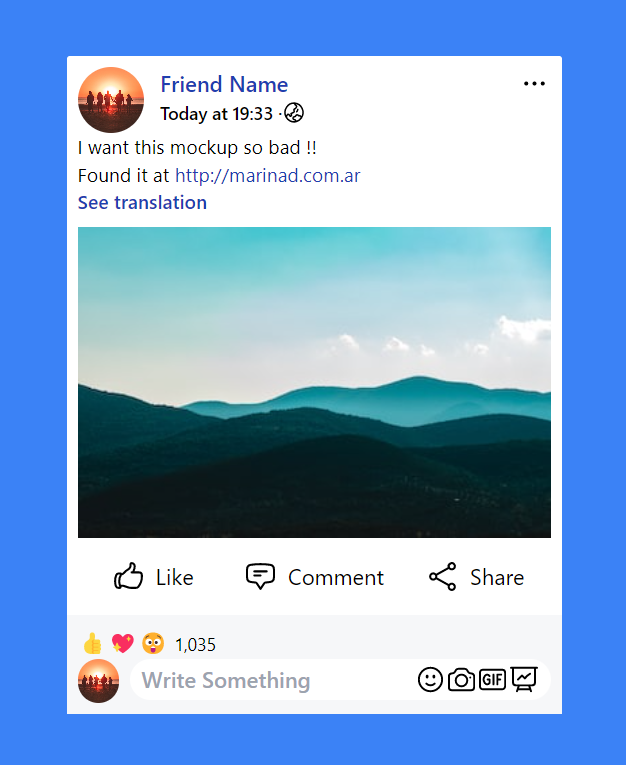 Friend Name
Today at 19:33 ·
I want this mockup so bad !!
Found it at http://marinad.com.ar
See translation
Like
Comment
Share
1,035
Write Something
GIF